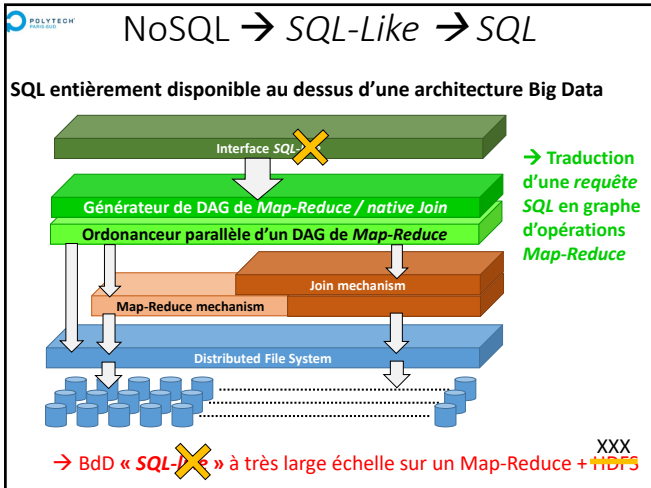 POLYTECH
PARIS-SUD
NoSQL → SQL-Like → SQL
SQL entièrement disponible au dessus d'une architecture Big Data
Interface SQL-
→ Traduction
d'une requête
SQL en graphe
d'opérations
Map-Reduce
Générateur de DAG de Map-Reduce / native Join
Ordonanceur parallèle d'un DAG de Map-Reduce
Join mechanism
Map-Reduce mechanism
Distributed File System
XXX
→ BdD « SQL-like » à très large échelle sur un Map-Reduce + HDFS